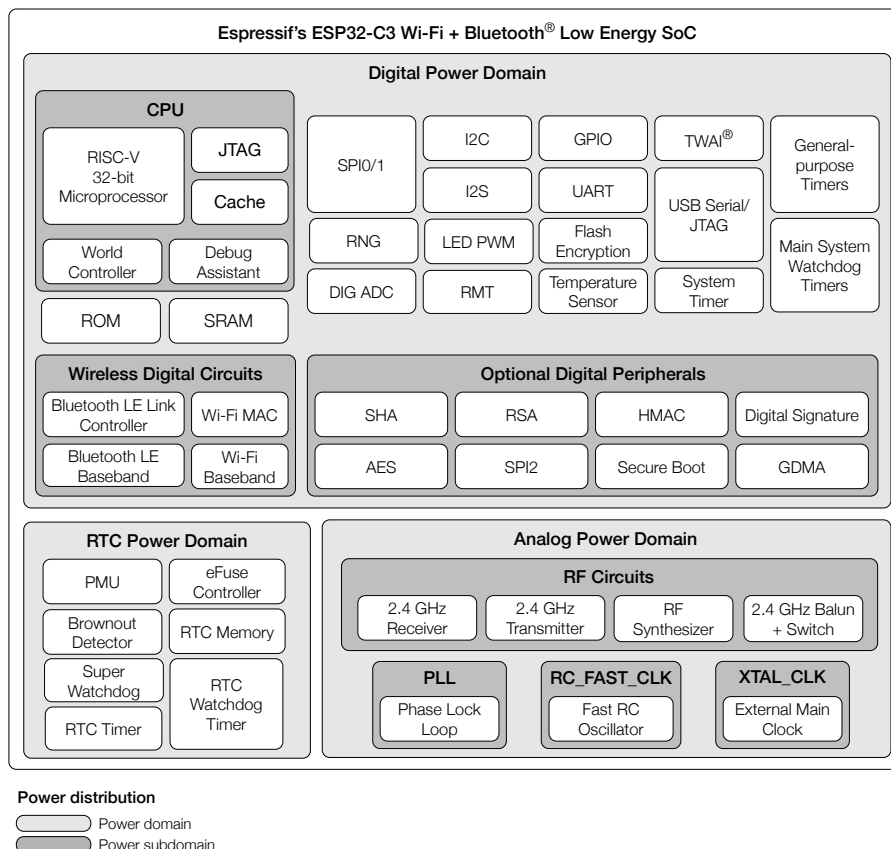 Espressif's ESP32-C3 Wi-Fi + Bluetooth® Low Energy SoC
Digital Power Domain
CPU
RISC-V
32-bit
Microprocessor
JTAG
Cache
World
Controller
Debug
Assistant
ROM
SRAM
SPI0/1
I2C
GPIO
TWAI®
General-
purpose
Timers
I2S
UART
USB Serial/
JTAG
RNG
LED PWM
Flash
Encryption
Main System
Watchdog
Timers
DIG ADC
RMT
Temperature
Sensor
System
Timer
Wireless Digital Circuits
Bluetooth LE Link
Controller
Wi-Fi MAC
Bluetooth LE
Baseband
Wi-Fi
Baseband
Optional Digital Peripherals
SHA
RSA
HMAC
Digital Signature
AES
SPI2
Secure Boot
GDMA
RTC Power Domain
PMU
eFuse
Controller
Brownout
Detector
RTC Memory
Super
Watchdog
RTC
Watchdog
Timer
RTC Timer
Analog Power Domain
RF Circuits
2.4 GHz
Receiver
2.4 GHz
Transmitter
RF
Synthesizer
2.4 GHz Balun
+ Switch
PLL
Phase Lock
Loop
RC_FAST_CLK
Fast RC
Oscillator
XTAL_CLK
External Main
Clock
Power distribution
Power domain
Power subdomain